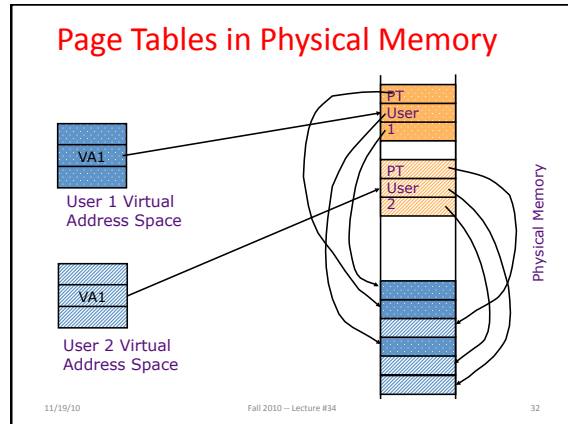 Page Tables in Physical Memory
PT
User
1
VA1
User 1 Virtual
Address Space
PT
User
2
Physical Memory
VA1
User 2 Virtual
Address Space
11/19/10
Fall 2010 -- Lecture #34
32